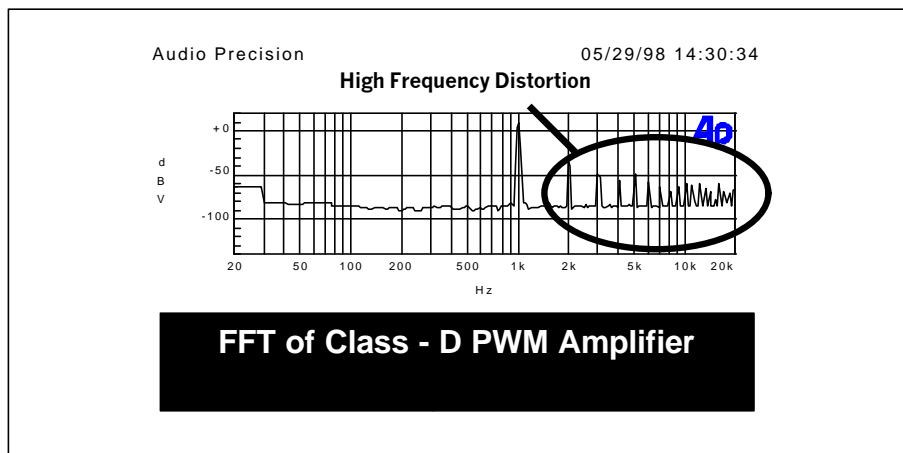 Audio Precision 05/29/98 14:30:34
High Frequency Distortion
Ap
+0
d
-50
B
V
-100
20 50 100 200 500 1k 2k 5k 10k 20k
Hz
FFT of Class - D PWM Amplifier